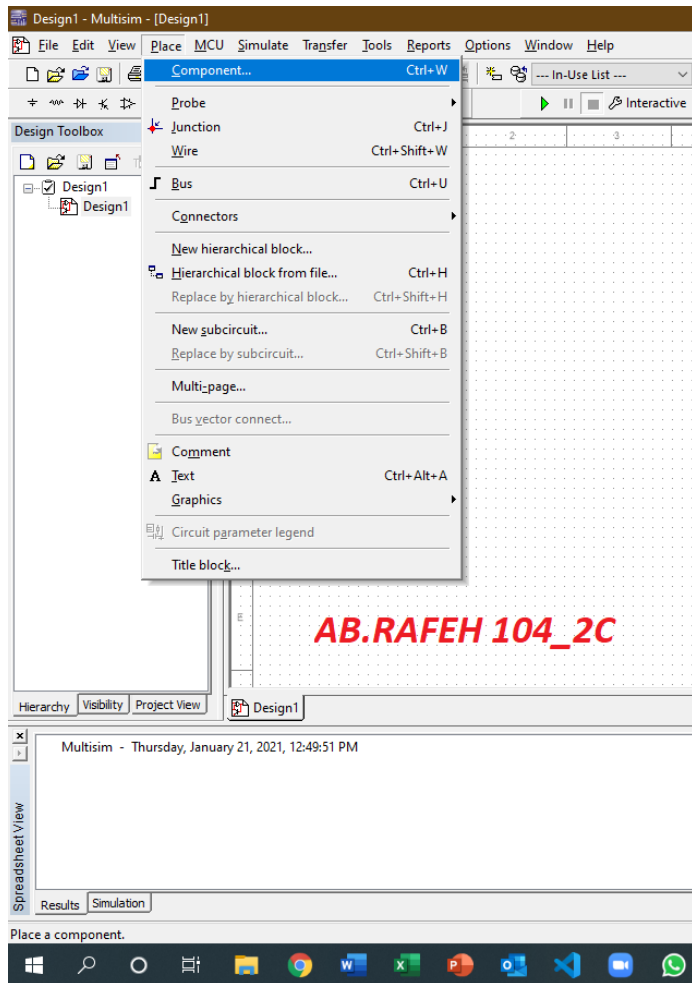 Design1 - Multisim - [Design1]
File Edit View Place MCU Simulate Transfer Tools Reports Options Window Help
--- In-Use List ---
Interactive
Design Toolbox
Design1
Design1
Component... Ctrl+W
Probe
Junction Ctrl+J
Wire Ctrl+Shift+W
Bus Ctrl+U
Connectors
New hierarchical block...
Hierarchical block from file... Ctrl+H
Replace by hierarchical block... Ctrl+Shift+H
New subcircuit... Ctrl+B
Replace by subcircuit... Ctrl+Shift+B
Multi-page...
Bus vector connect...
Comment
Text Ctrl+Alt+A
Graphics
Circuit parameter legend
Title block...
2 3
E
AB.RAFEH 104_2C
Hierarchy Visibility Project View
Design1
Multisim - Thursday, January 21, 2021, 12:49:51 PM
Spreadsheet View
Results Simulation
Place a component.